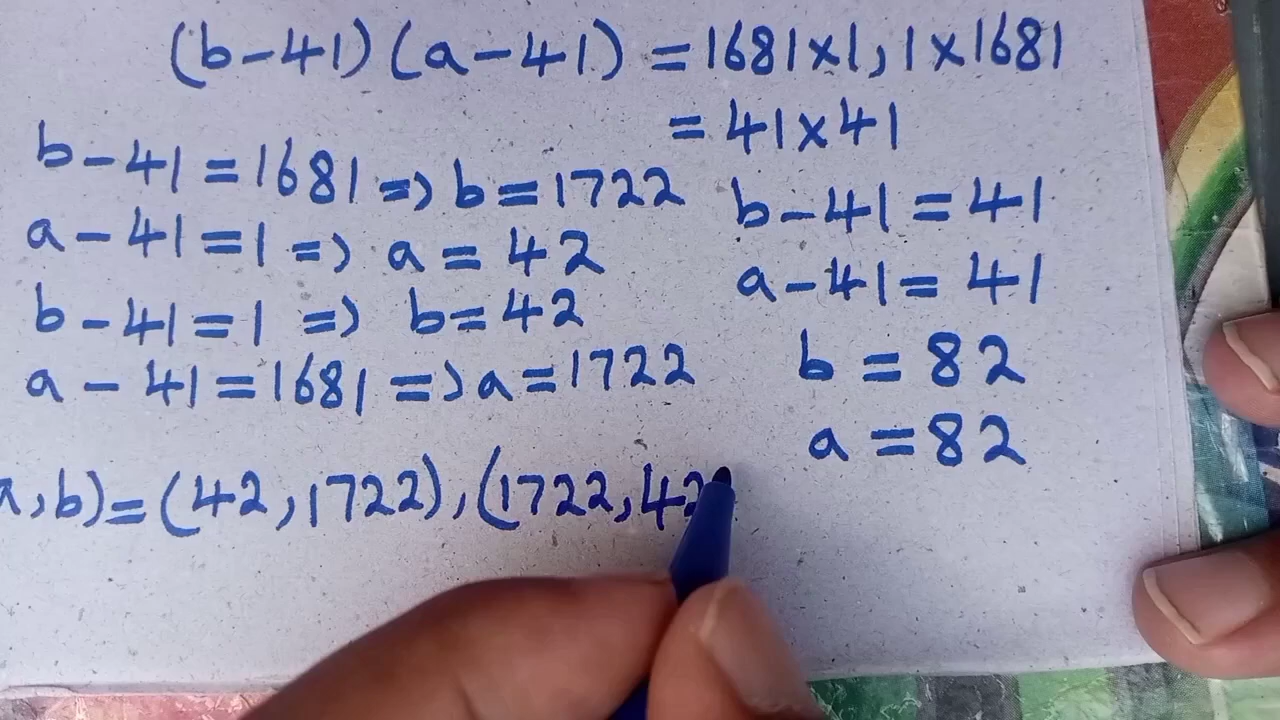 (b-41)(a-41) = 1681×1, 1×1681
= 41×41
b-41 = 1681 => b = 1722
a-41 = 1 => a = 42
b-41 = 1 => b = 42
a-41 = 1681 => a = 1722
b-41 = 41
a-41 = 41
b = 82
a = 82
a,b) = (42,1722), (1722,42